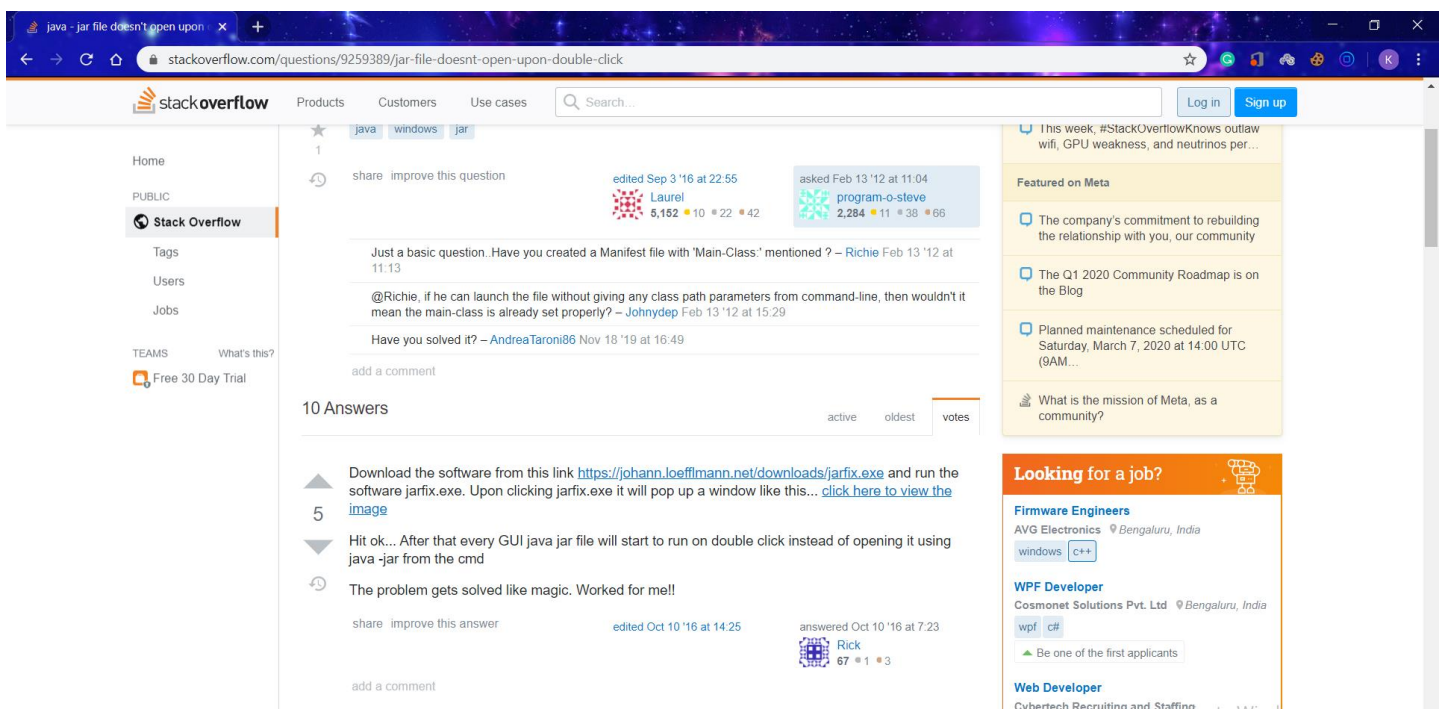 java - jar file doesn't open upon
stackoverflow.com/questions/9259389/jar-file-doesnt-open-upon-double-click
K
stackoverflow
Products
Customers
Use cases
Search...
Log in
Sign up
Home
PUBLIC
Stack Overflow
Tags
Users
Jobs
TEAMS
What's this?
Free 30 Day Trial
1
java windows jar
share improve this question
edited Sep 3 '16 at 22:55
Laurel
5,152 10 22 42
asked Feb 13 '12 at 11:04
program-o-steve
2,284 11 38 66
Just a basic question..Have you created a Manifest file with 'Main-Class:' mentioned ? – Richie Feb 13 '12 at
11:13
@Richie, if he can launch the file without giving any class path parameters from command-line, then wouldn't it
mean the main-class is already set properly? – Johnydep Feb 13 '12 at 15:29
Have you solved it? – AndreaTaroni86 Nov 18 '19 at 16:49
add a comment
10 Answers
active
oldest
votes
5
Download the software from this link https://johann.loefflmann.net/downloads/jarfix.exe and run the
software jarfix.exe. Upon clicking jarfix.exe it will pop up a window like this... click here to view the
image
Hit ok... After that every GUI java jar file will start to run on double click instead of opening it using
java -jar from the cmd
The problem gets solved like magic. Worked for me!!
share improve this answer
edited Oct 10 '16 at 14:25
answered Oct 10 '16 at 7:23
Rick
67 1 3
add a comment
This week, #StackOverflowKnows outlaw
wifi, GPU weakness, and neutrinos per...
Featured on Meta
The company's commitment to rebuilding
the relationship with you, our community
The Q1 2020 Community Roadmap is on
the Blog
Planned maintenance scheduled for
Saturday, March 7, 2020 at 14:00 UTC
(9AM...
What is the mission of Meta, as a
community?
Looking for a job?
Firmware Engineers
AVG Electronics Bengaluru, India
windows c++
WPF Developer
Cosmonet Solutions Pvt. Ltd Bengaluru, India
wpf c#
Be one of the first applicants
Web Developer
Cybertech Recruiting and Staffing